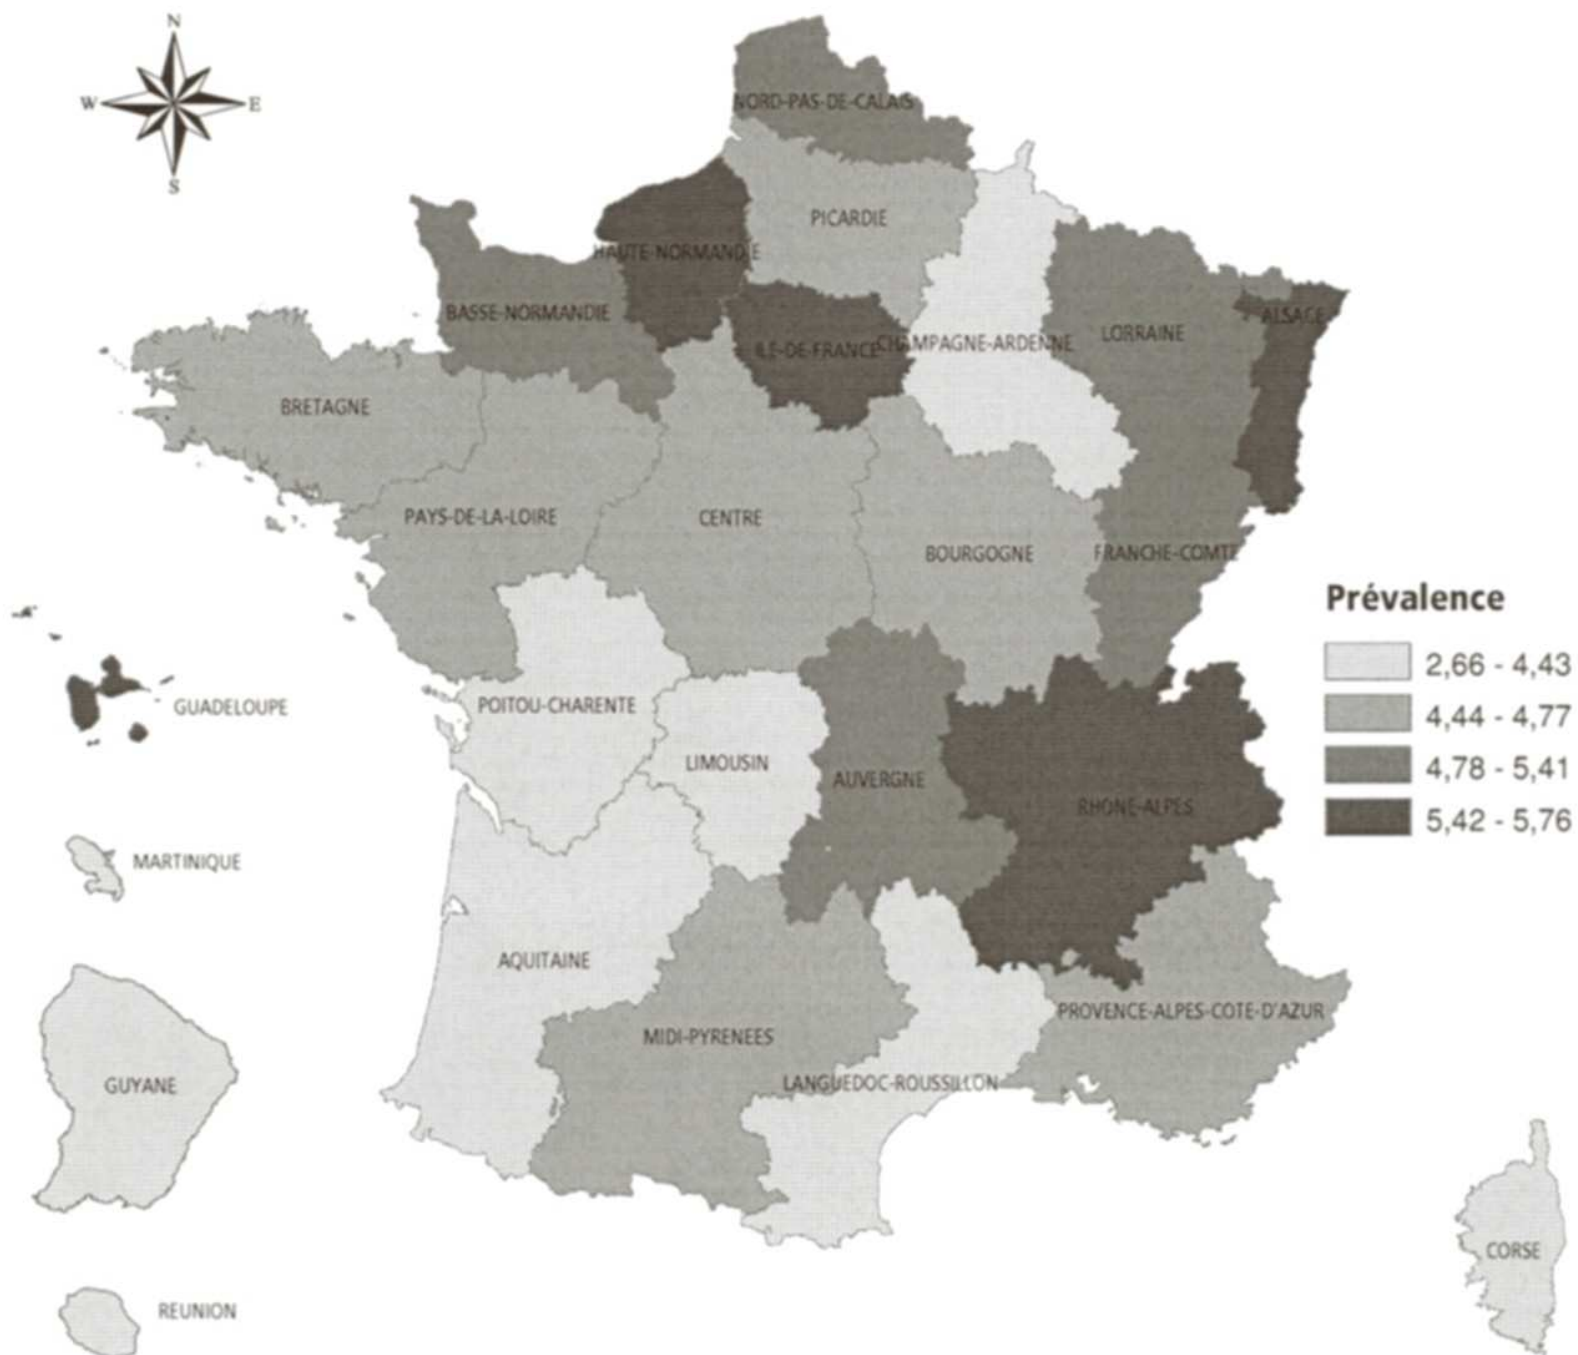 N
W
E
S
NORD-PAS-DE-CALAIS
PICARDIE
HAUTE-NORMANDIE
BASSE-NORMANDIE
ILE-DE-FRANCE
CHAMPAGNE-ARDENNE
LORRAINE
ALSACE
BRETAGNE
PAYS-DE-LA-LOIRE
CENTRE
BOURGOGNE
FRANCHE-COMTE
POITOU-CHARENTE
LIMOUSIN
AUVERGNE
RHONE-ALPES
AQUITAINE
MIDI-PYRENEES
LANGUEDOC-ROUSSILLON
PROVENCE-ALPES-COTE-D'AZUR
CORSE
GUADELOUPE
MARTINIQUE
GUYANE
REUNION
Prévalence
2,66 - 4,43
4,44 - 4,77
4,78 - 5,41
5,42 - 5,76